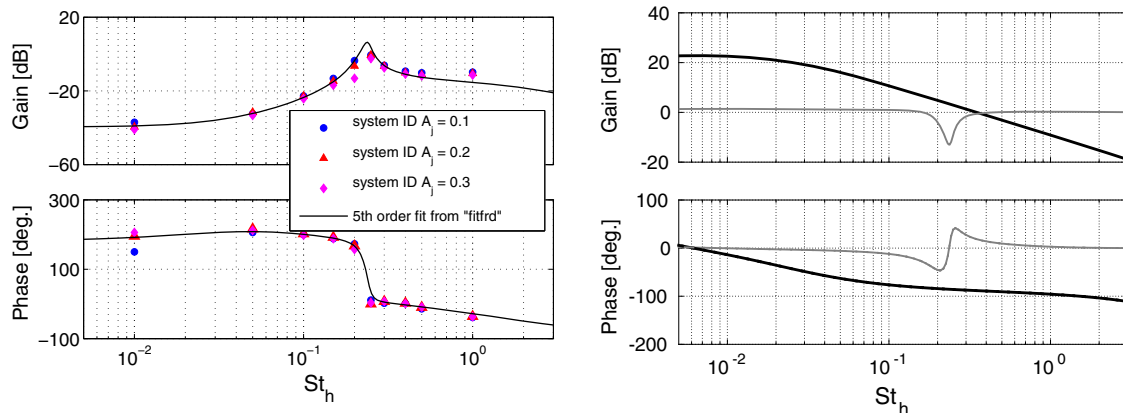 20
−20
−60
Gain [dB]
system ID A_j = 0.1
system ID A_j = 0.2
system ID A_j = 0.3
5th order fit from "fitfrd"
300
100
−100
Phase [deg.]
10^−2
10^−1
10^0
St_h
40
20
0
-20
Gain [dB]
100
0
-100
-200
Phase [deg.]
10^-2
10^-1
10^0
St_h